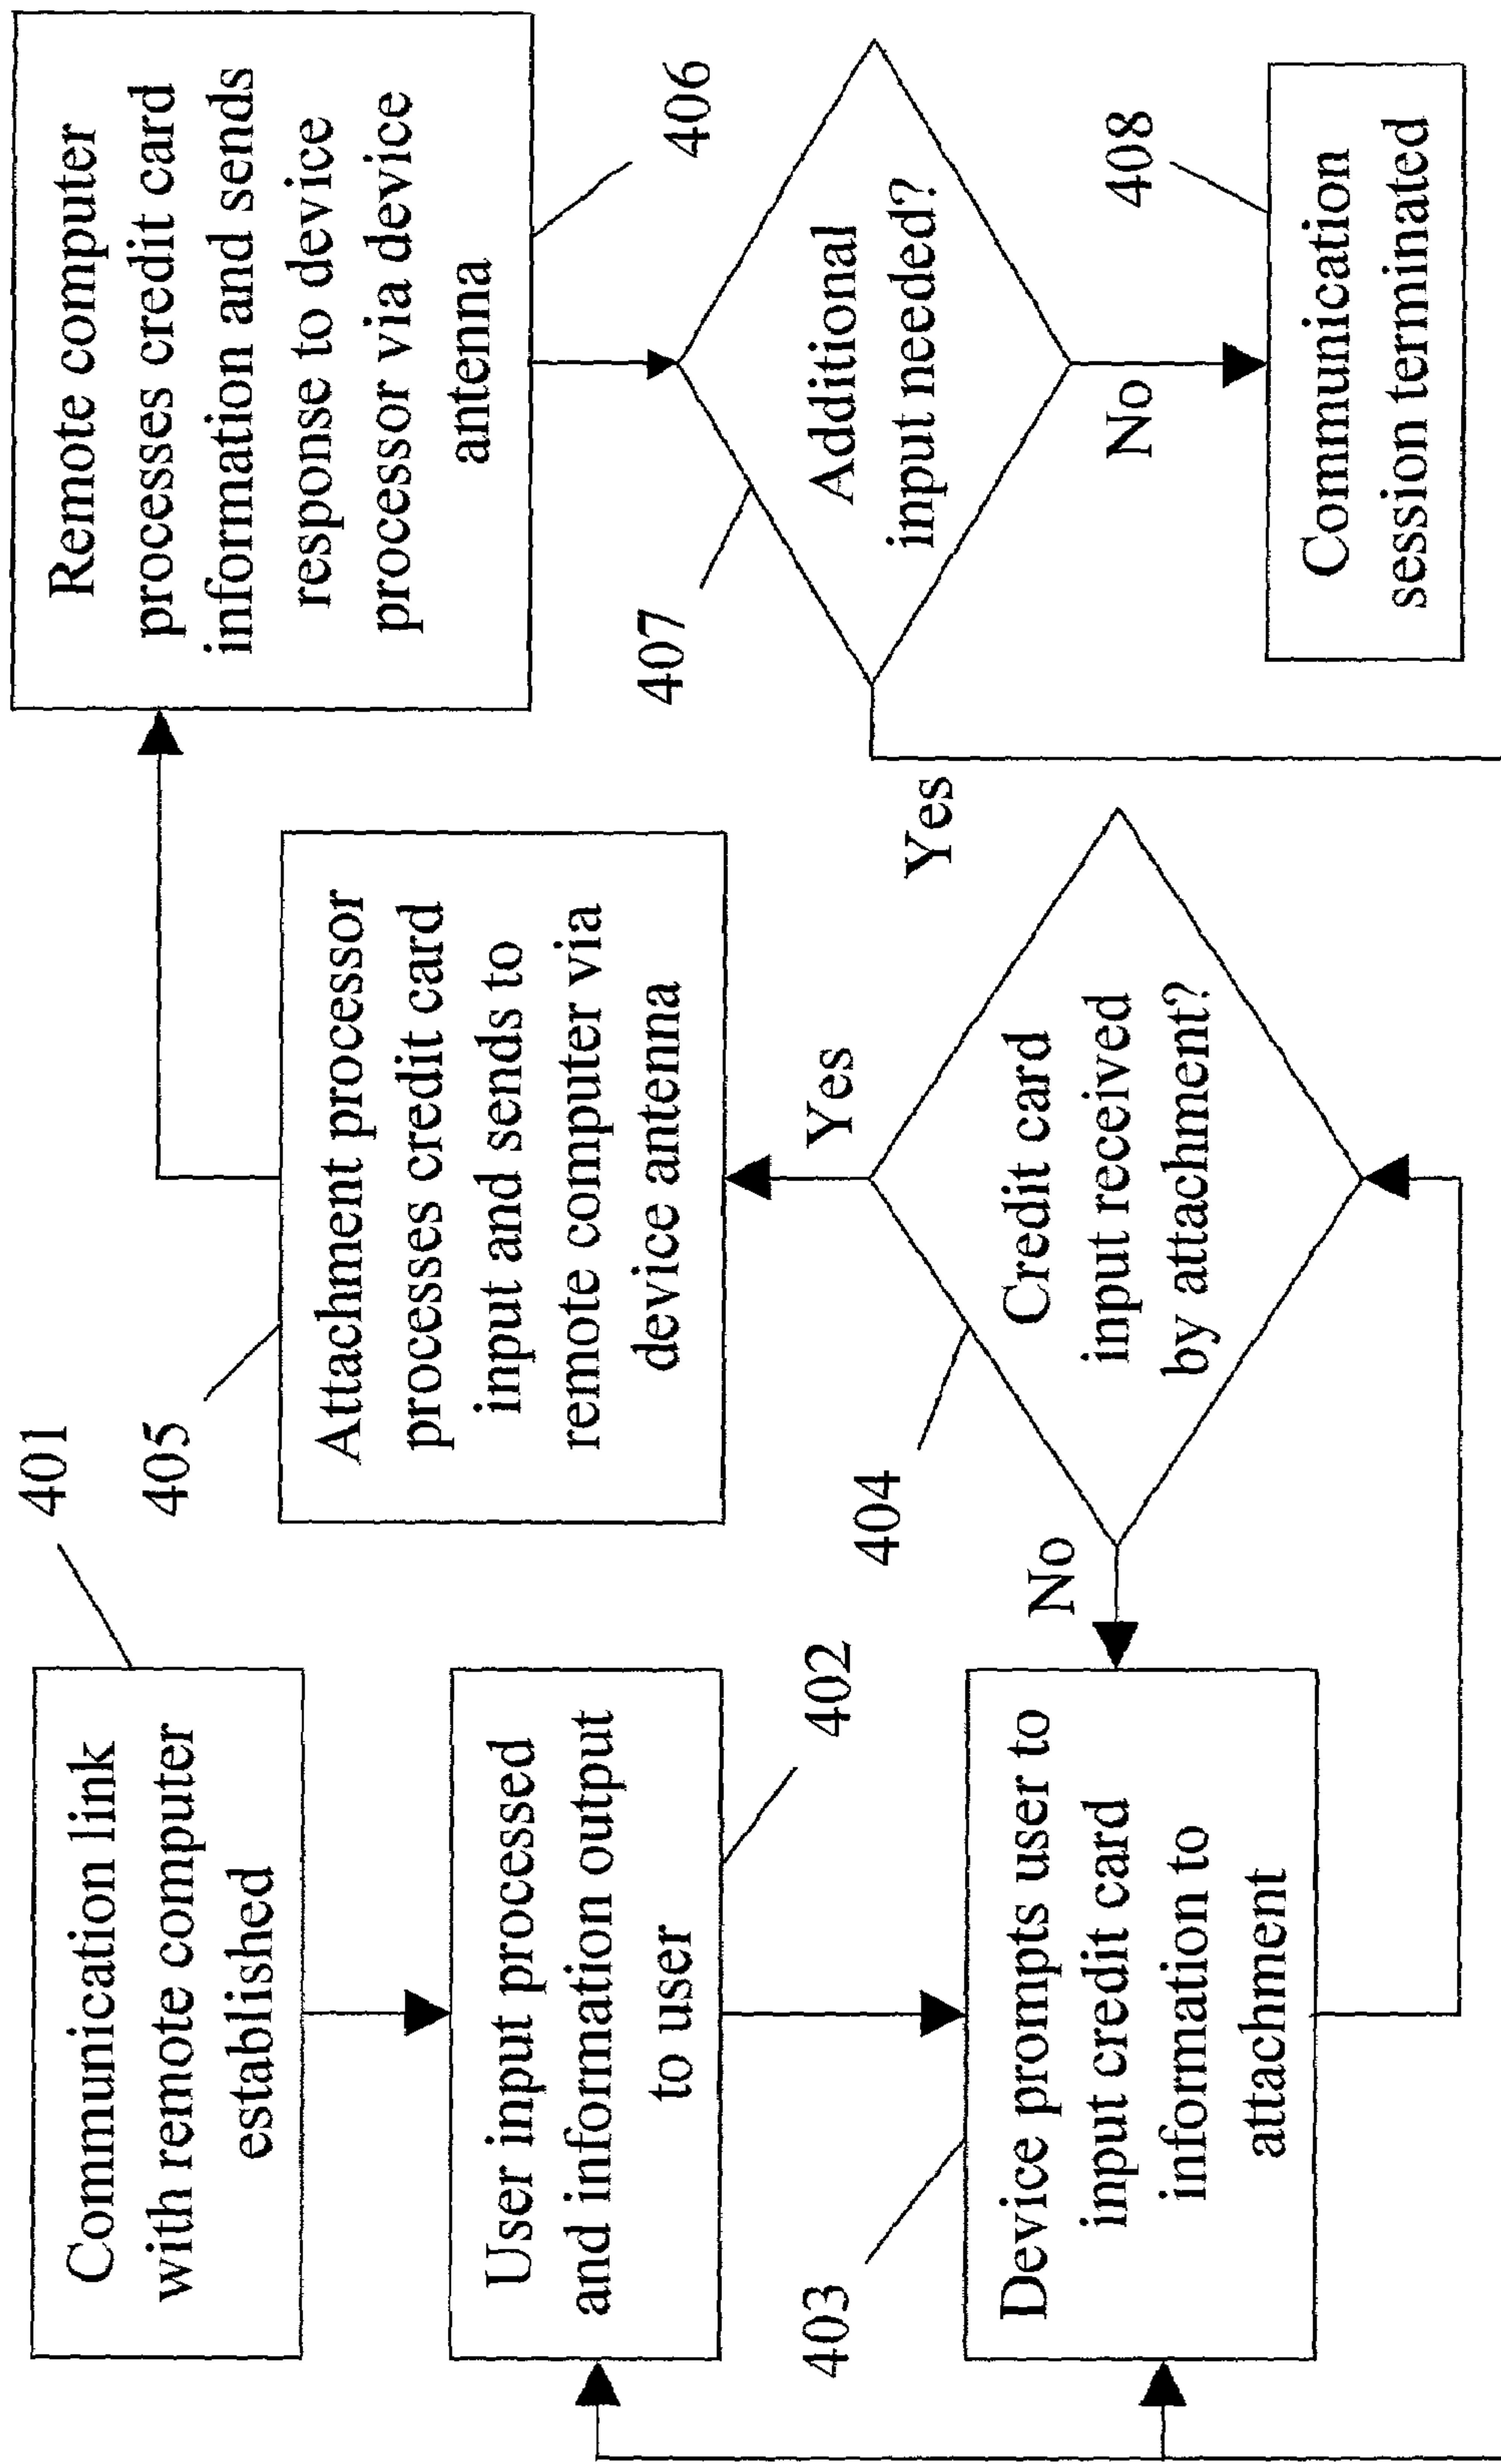 401
Communication link
with remote computer
established
User input processed
and information output
to user
402
403
Device prompts user to
input credit card
information to
attachment
404
Credit card
input received
by attachment?
No
Yes
405
Attachment processor
processes credit card
input and sends to
remote computer via
device antenna
Remote computer
processes credit card
information and sends
response to device
processor via device
antenna
406
407
Additional
input needed?
Yes
No
408
Communication
session terminated